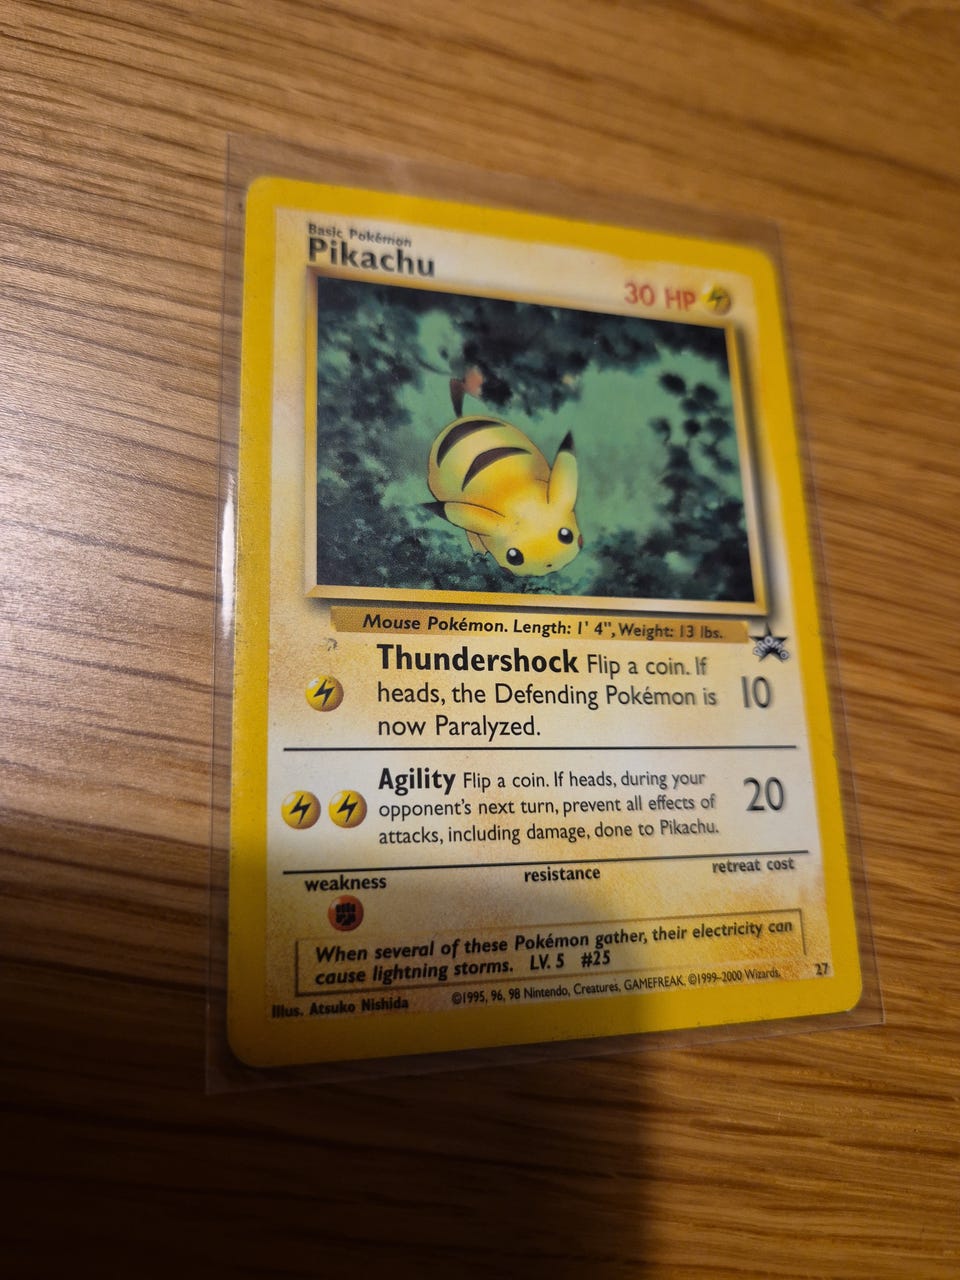 Basic Pokémon
Pikachu
30 HP
Mouse Pokémon. Length: 1' 4", Weight: 13 lbs.
PROMO
Thundershock Flip a coin. If
heads, the Defending Pokémon is
now Paralyzed.
10
Agility Flip a coin. If heads, during your
opponent's next turn, prevent all effects of
attacks, including damage, done to Pikachu.
20
weakness
resistance
retreat cost
When several of these Pokémon gather, their electricity can
cause lightning storms. LV. 5 #25
Illus. Atsuko Nishida
©1995, 96, 98 Nintendo, Creatures, GAMEFREAK. ©1999–2000 Wizards.
27